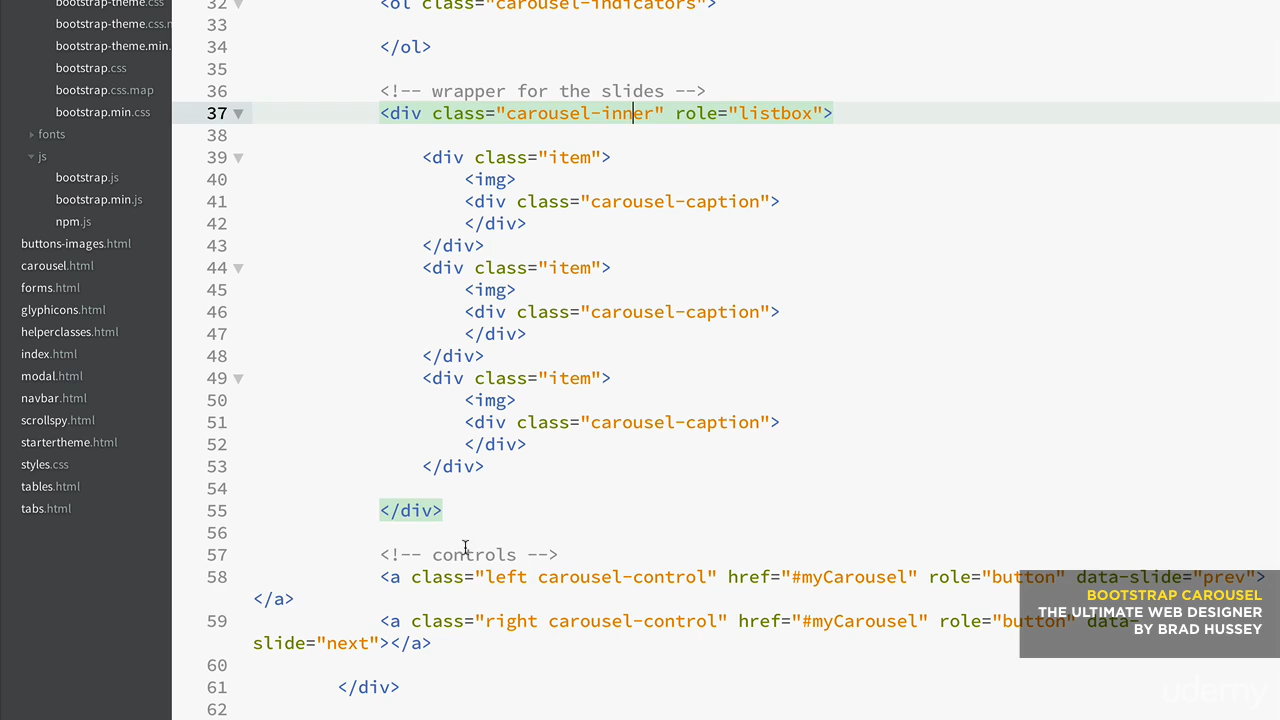 bootstrap-theme.css
bootstrap-theme.css.m
bootstrap-theme.min.
bootstrap.css
bootstrap.css.map
bootstrap.min.css
fonts
js
bootstrap.js
bootstrap.min.js
npm.js
buttons-images.html
carousel.html
forms.html
glyphicons.html
helperclasses.html
index.html
modal.html
navbar.html
scrollspy.html
startertheme.html
styles.css
tables.html
tabs.html
32 <ol class="carousel-indicators">
33
34 </ol>
35
36 <!-- wrapper for the slides -->
37 <div class="carousel-inner" role="listbox">
38
39 <div class="item">
40 <img>
41 <div class="carousel-caption">
42 </div>
43 </div>
44 <div class="item">
45 <img>
46 <div class="carousel-caption">
47 </div>
48 </div>
49 <div class="item">
50 <img>
51 <div class="carousel-caption">
52 </div>
53 </div>
54
55 </div>
56
57 <!-- controls -->
58 <a class="left carousel-control" href="#myCarousel" role="button" data-slide="prev">
</a>
59 <a class="right carousel-control" href="#myCarousel" role="button" data-
slide="next"></a>
60
61 </div>
62
BOOTSTRAP CAROUSEL
THE ULTIMATE WEB DESIGNER
BY BRAD HUSSEY
udemy